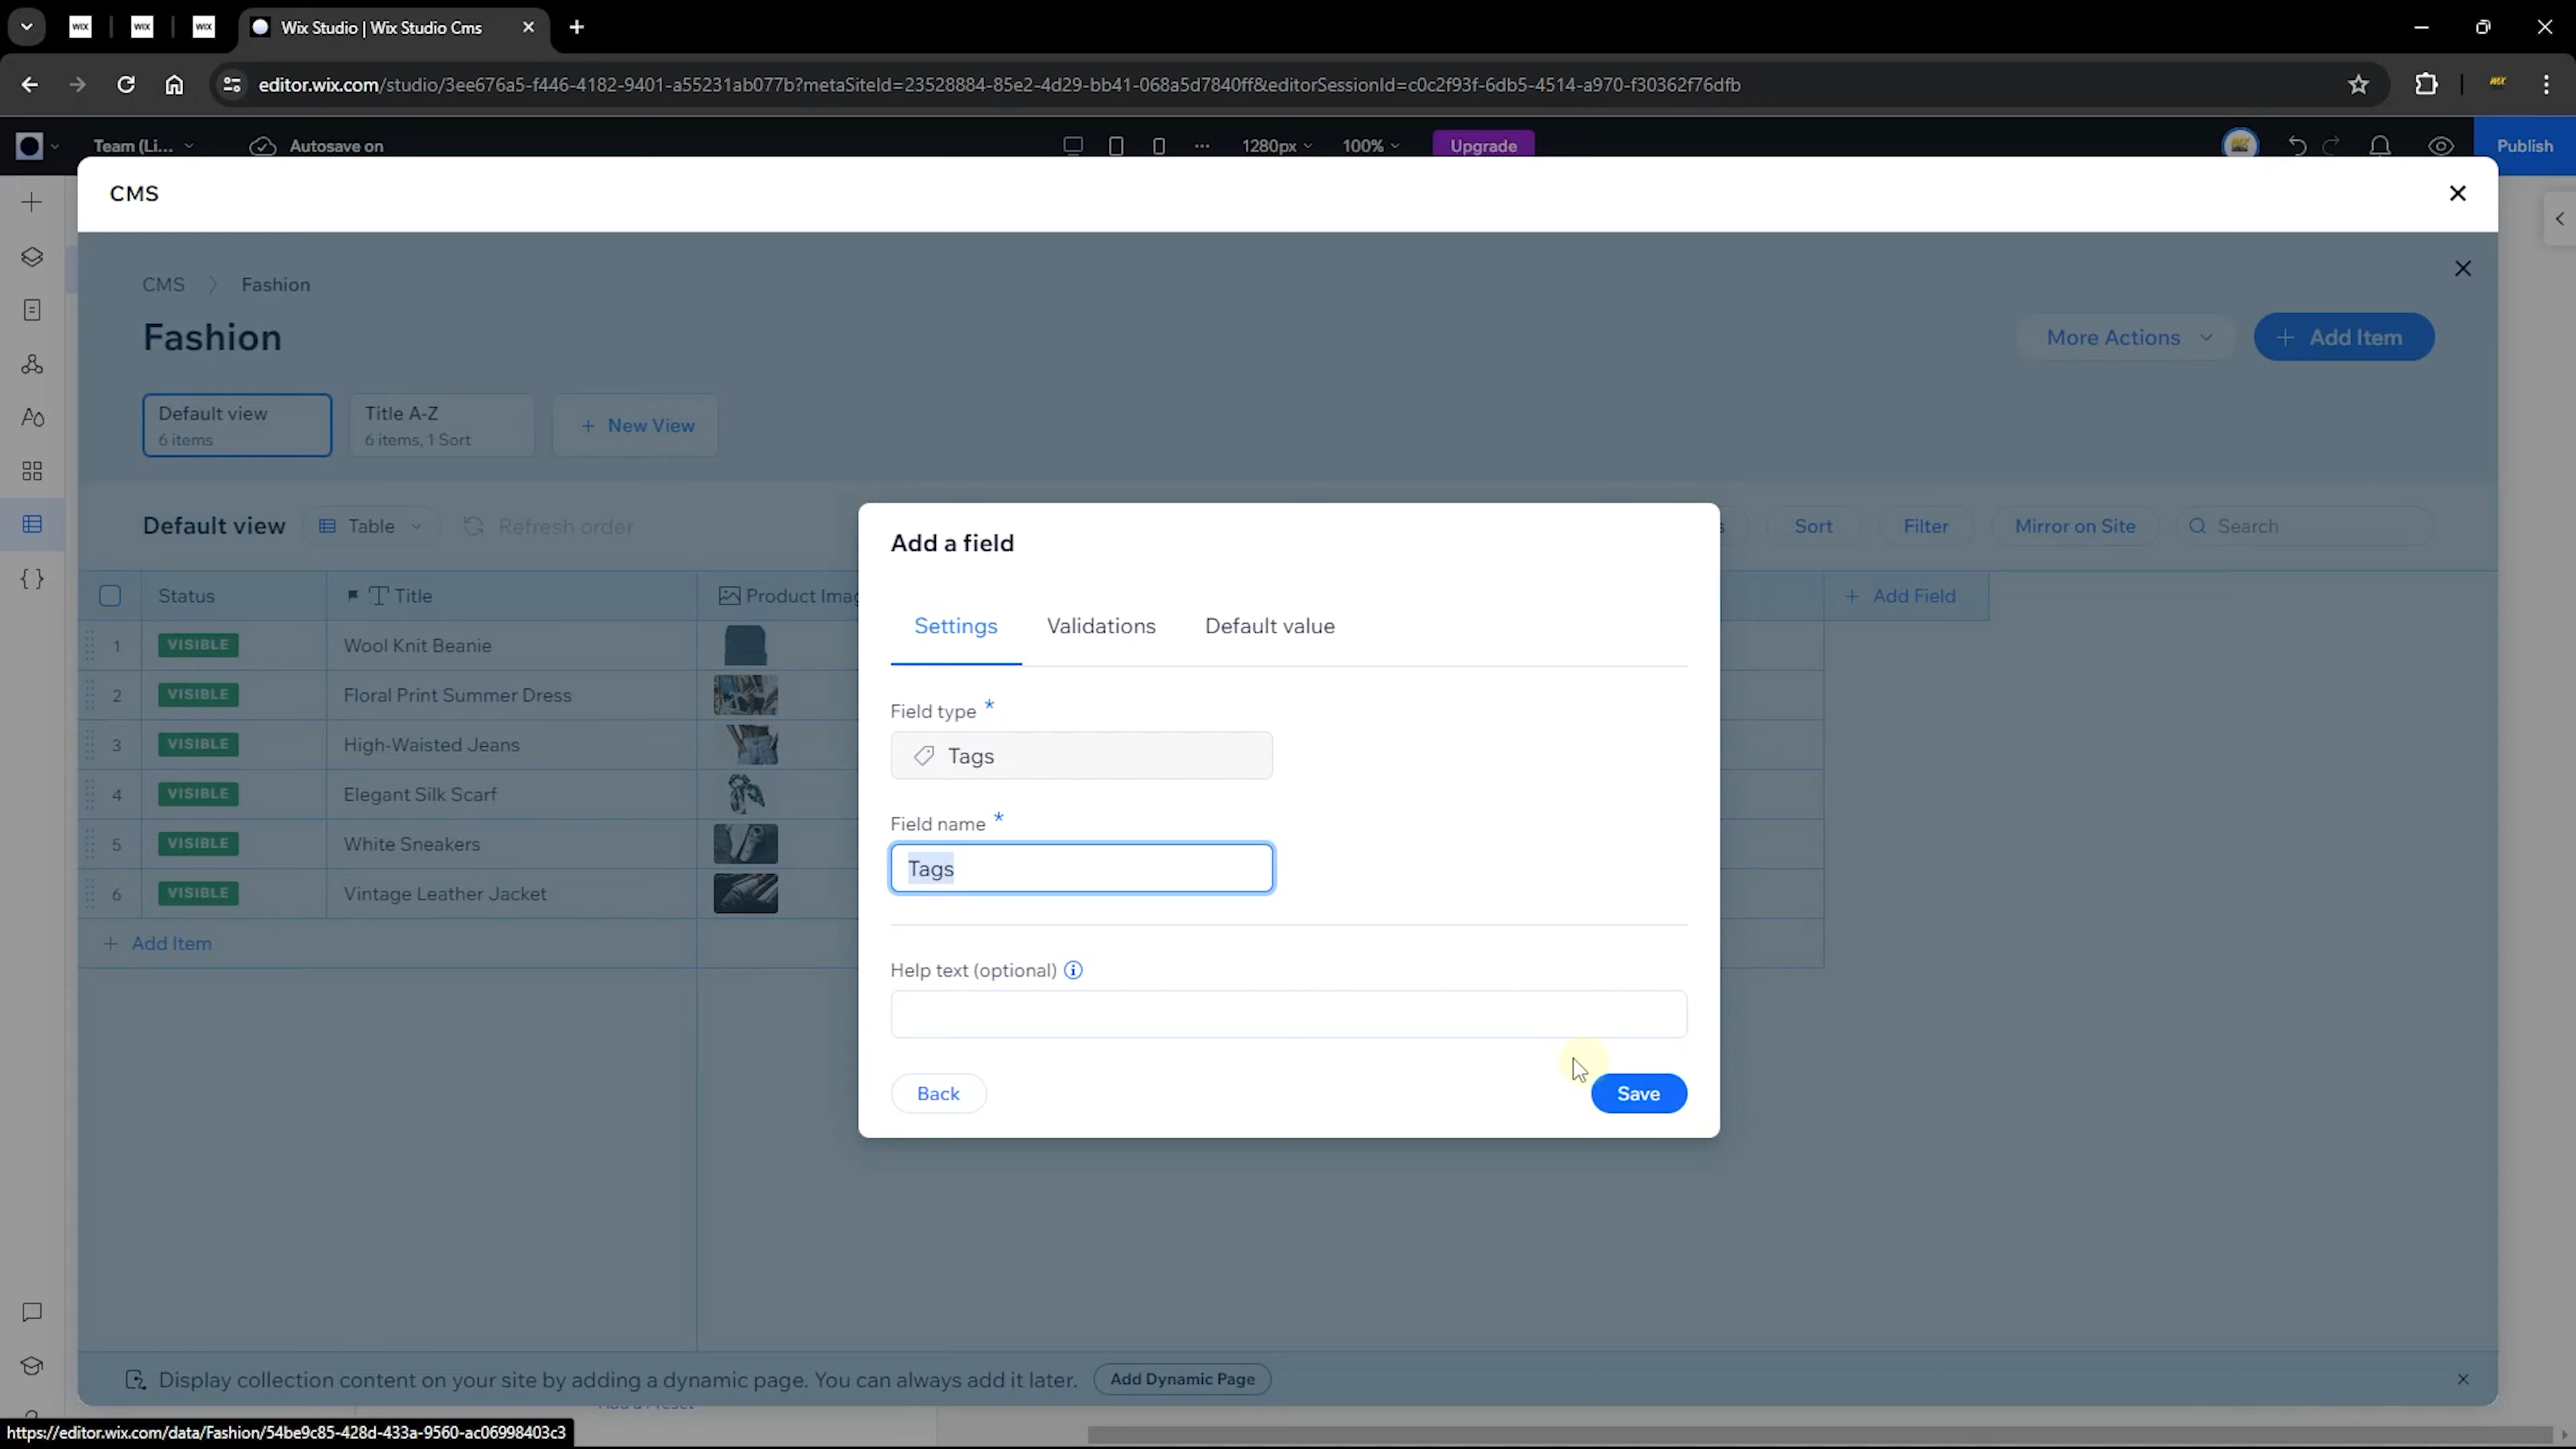 WIX WIX WIX Wix Studio | Wix Studio Cms
editor.wix.com/studio/3ee676a5-f446-4182-9401-a55231ab077b?metaSiteId=23528884-85e2-4d29-bb41-068a5d7840ff&editorSessionId=c0c2f93f-6db5-4514-a970-f30362f76dfb
Team (Li... Autosave on ... 1280px 100% Upgrade Publish
CMS
CMS Fashion
Fashion
More Actions + Add Item
Default view
6 items
Title A-Z
6 items, 1 Sort
+ New View
Default view Table Refresh order s Sort Filter Mirror on Site Search
Status Title Product Imag + Add Field
1 VISIBLE Wool Knit Beanie
2 VISIBLE Floral Print Summer Dress
3 VISIBLE High-Waisted Jeans
4 VISIBLE Elegant Silk Scarf
5 VISIBLE White Sneakers
6 VISIBLE Vintage Leather Jacket
+ Add Item
Add a field
Settings Validations Default value
Field type *
Tags
Field name *
Tags
Help text (optional)
Back Save
Display collection content on your site by adding a dynamic page. You can always add it later. Add Dynamic Page
https://editor.wix.com/data/Fashion/54be9c85-428d-433a-9560-ac06998403c3